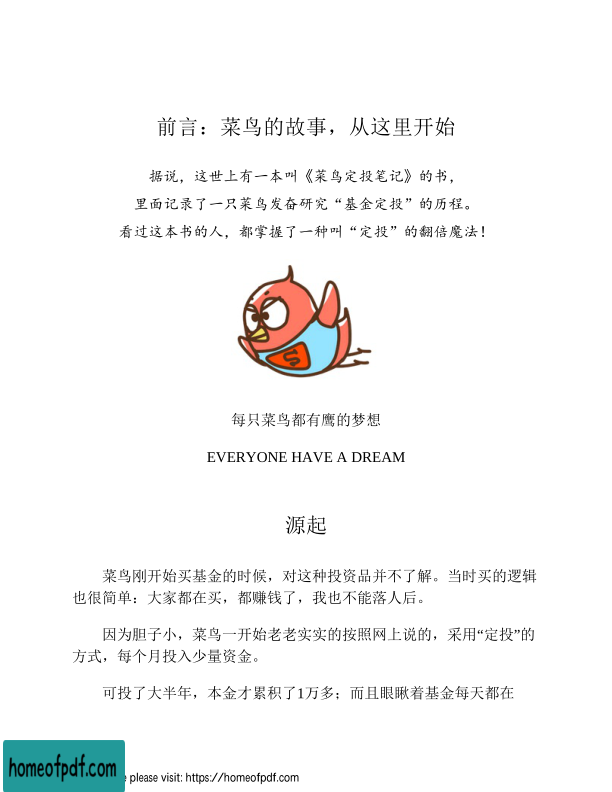 前言：菜鸟的故事，从这里开始
据说，这世上有一本叫《菜鸟定投笔记》的书，
里面记录了一只菜鸟发奋研究“基金定投”的历程。
看过这本书的人，都掌握了一种叫“定投”的翻倍魔法！
S
每只菜鸟都有鹰的梦想
EVERYONE HAVE A DREAM
源起
菜鸟刚开始买基金的时候，对这种投资品并不了解。当时买的逻辑
也很简单：大家都在买，都赚钱了，我也不能落人后。
因为胆子小，菜鸟一开始老老实实的按照网上说的，采用“定投”的
方式，每个月投入少量资金。
可投了大半年，本金才累积了1万多；而且眼瞅着基金每天都在
homeofpdf.com
e please visit: https://homeofpdf.com